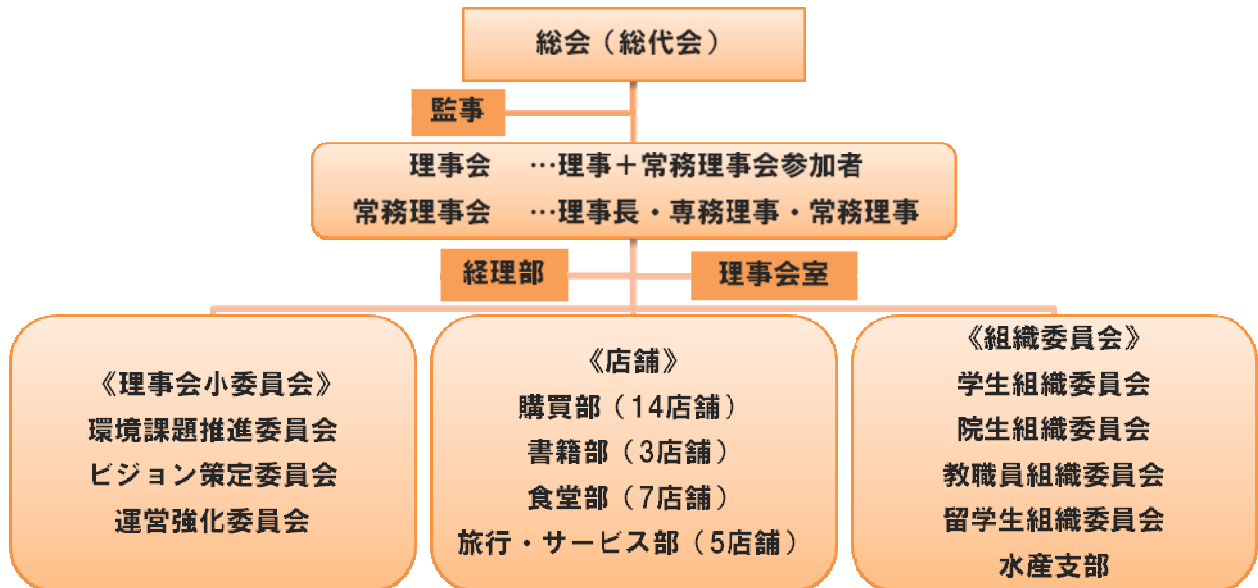 総会（総代会）
監事
理事会　…理事＋常務理事会参加者
常務理事会　…理事長・専務理事・常務理事
経理部
理事会室
《理事会小委員会》
環境課題推進委員会
ビジョン策定委員会
運営強化委員会
《店舗》
購買部（14店舗）
書籍部（3店舗）
食堂部（7店舗）
旅行・サービス部（5店舗）
《組織委員会》
学生組織委員会
院生組織委員会
教職員組織委員会
留学生組織委員会
水産支部